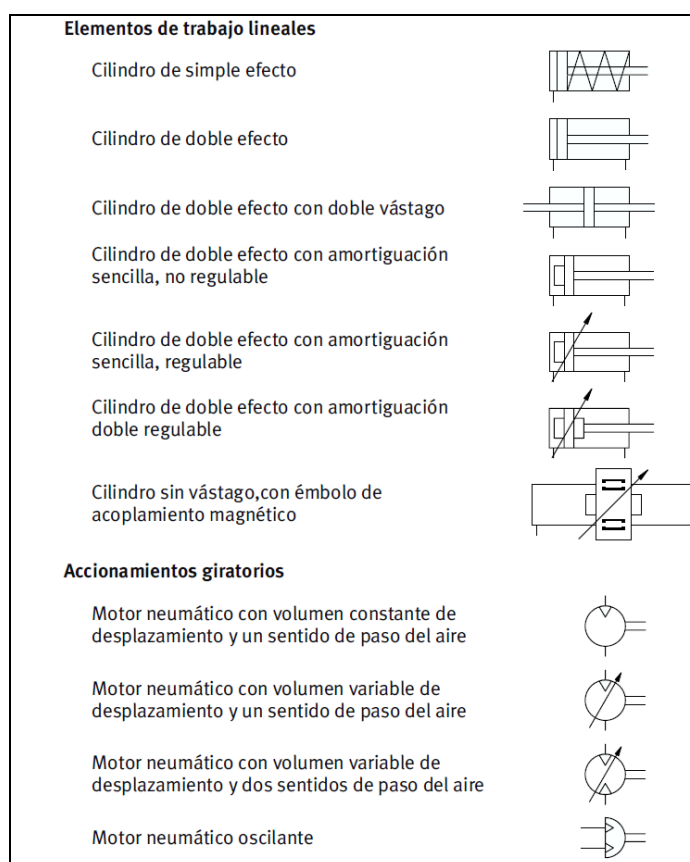 Elementos de trabajo lineales
Cilindro de simple efecto
Cilindro de doble efecto
Cilindro de doble efecto con doble vástago
Cilindro de doble efecto con amortiguación
sencilla, no regulable
Cilindro de doble efecto con amortiguación
sencilla, regulable
Cilindro de doble efecto con amortiguación
doble regulable
Cilindro sin vástago,con émbolo de
acoplamiento magnético
Accionamientos giratorios
Motor neumático con volumen constante de
desplazamiento y un sentido de paso del aire
Motor neumático con volumen variable de
desplazamiento y un sentido de paso del aire
Motor neumático con volumen variable de
desplazamiento y dos sentidos de paso del aire
Motor neumático oscilante